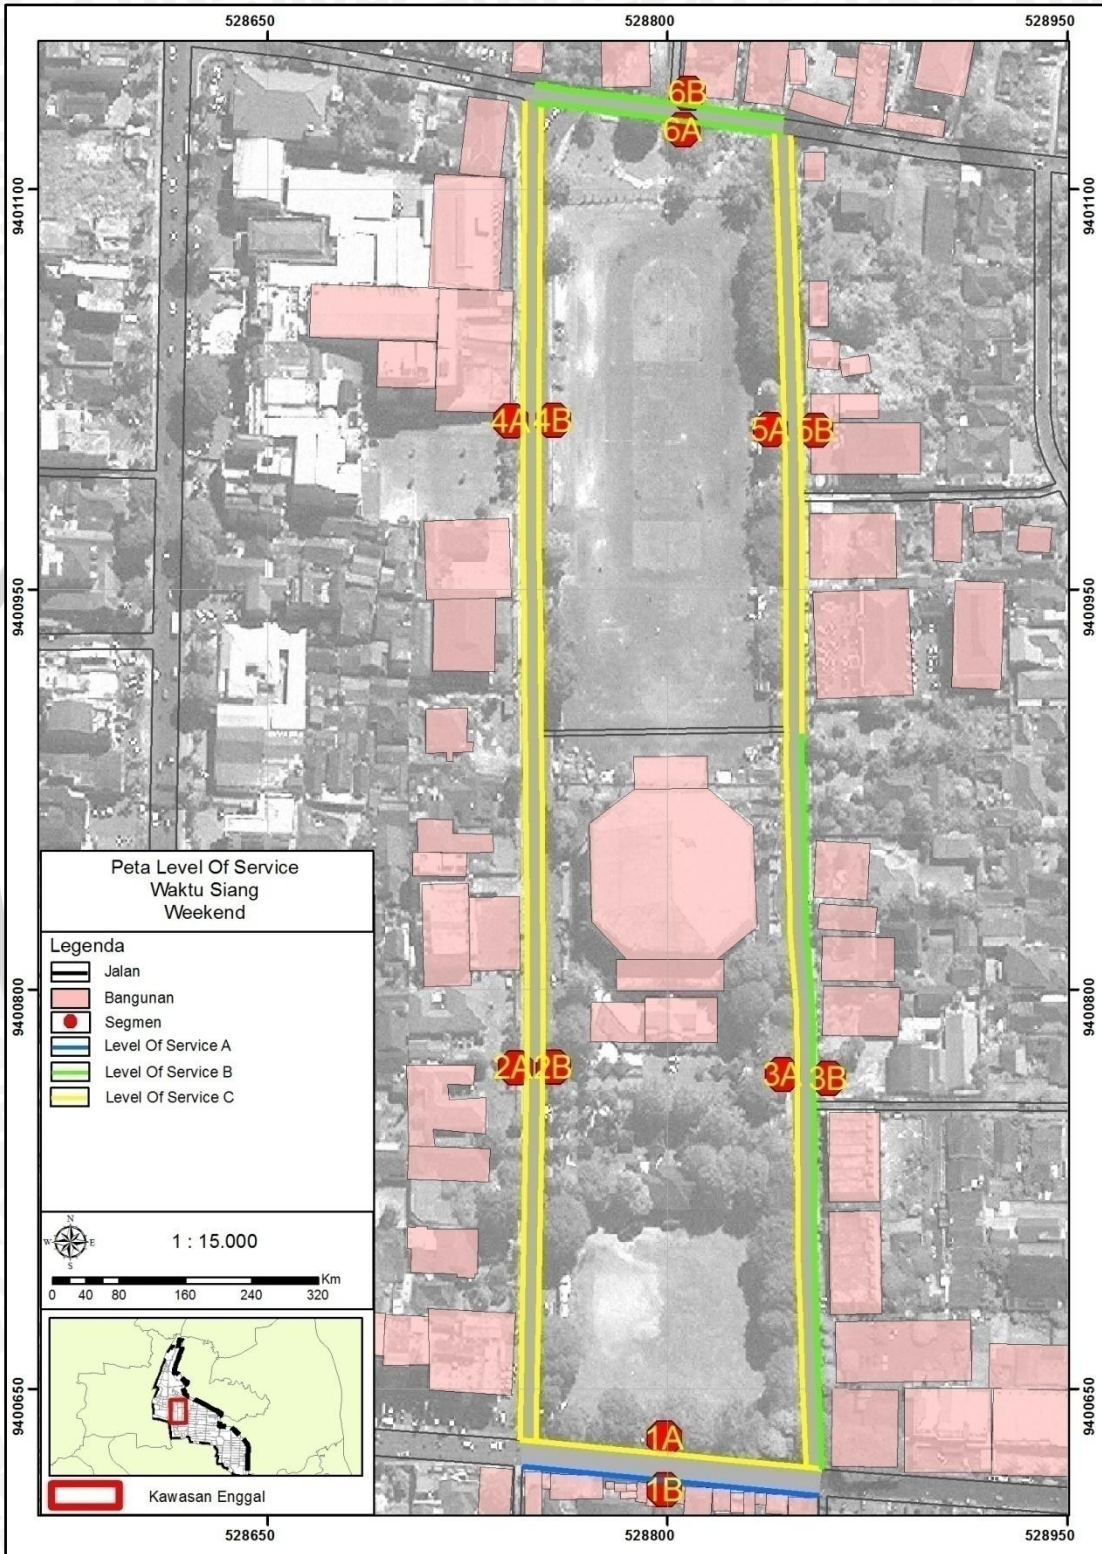 528650
528800
528950
6B
6A
9401100
9401100
4A
4B
5A
5B
9400950
9400950
Peta Level Of Service
Waktu Siang
Weekend
Legenda
Jalan
Bangunan
Segmen
Level Of Service A
Level Of Service B
Level Of Service C
9400800
9400800
2A
2B
3A
3B
N
W
E
S
1 : 15.000
Km
0 40 80 160 240 320
9400650
9400650
1A
1B
Kawasan Enggal
528650
528800
528950